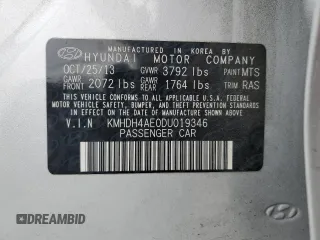 MANUFACTURED IN KOREA BY
HYUNDAI MOTOR COMPANY
OCT/25/13 GVWR 3792 lbs PAINT MTS
GAWR FRONT 2072 lbs GAWR REAR 1764 lbs TRIM RAS
THIS VEHICLE CONFORMS TO ALL APPLICABLE
FEDERAL MOTOR VEHICLE SAFETY, BUMPER, AND
THEFT PREVENTION STANDARDS IN
EFFECT ON THE DATE OF MANUFACTURE SHOWN ABOVE.
V.I.N KMHDH4AE0DU019346
PASSENGER CAR
DREAMBID